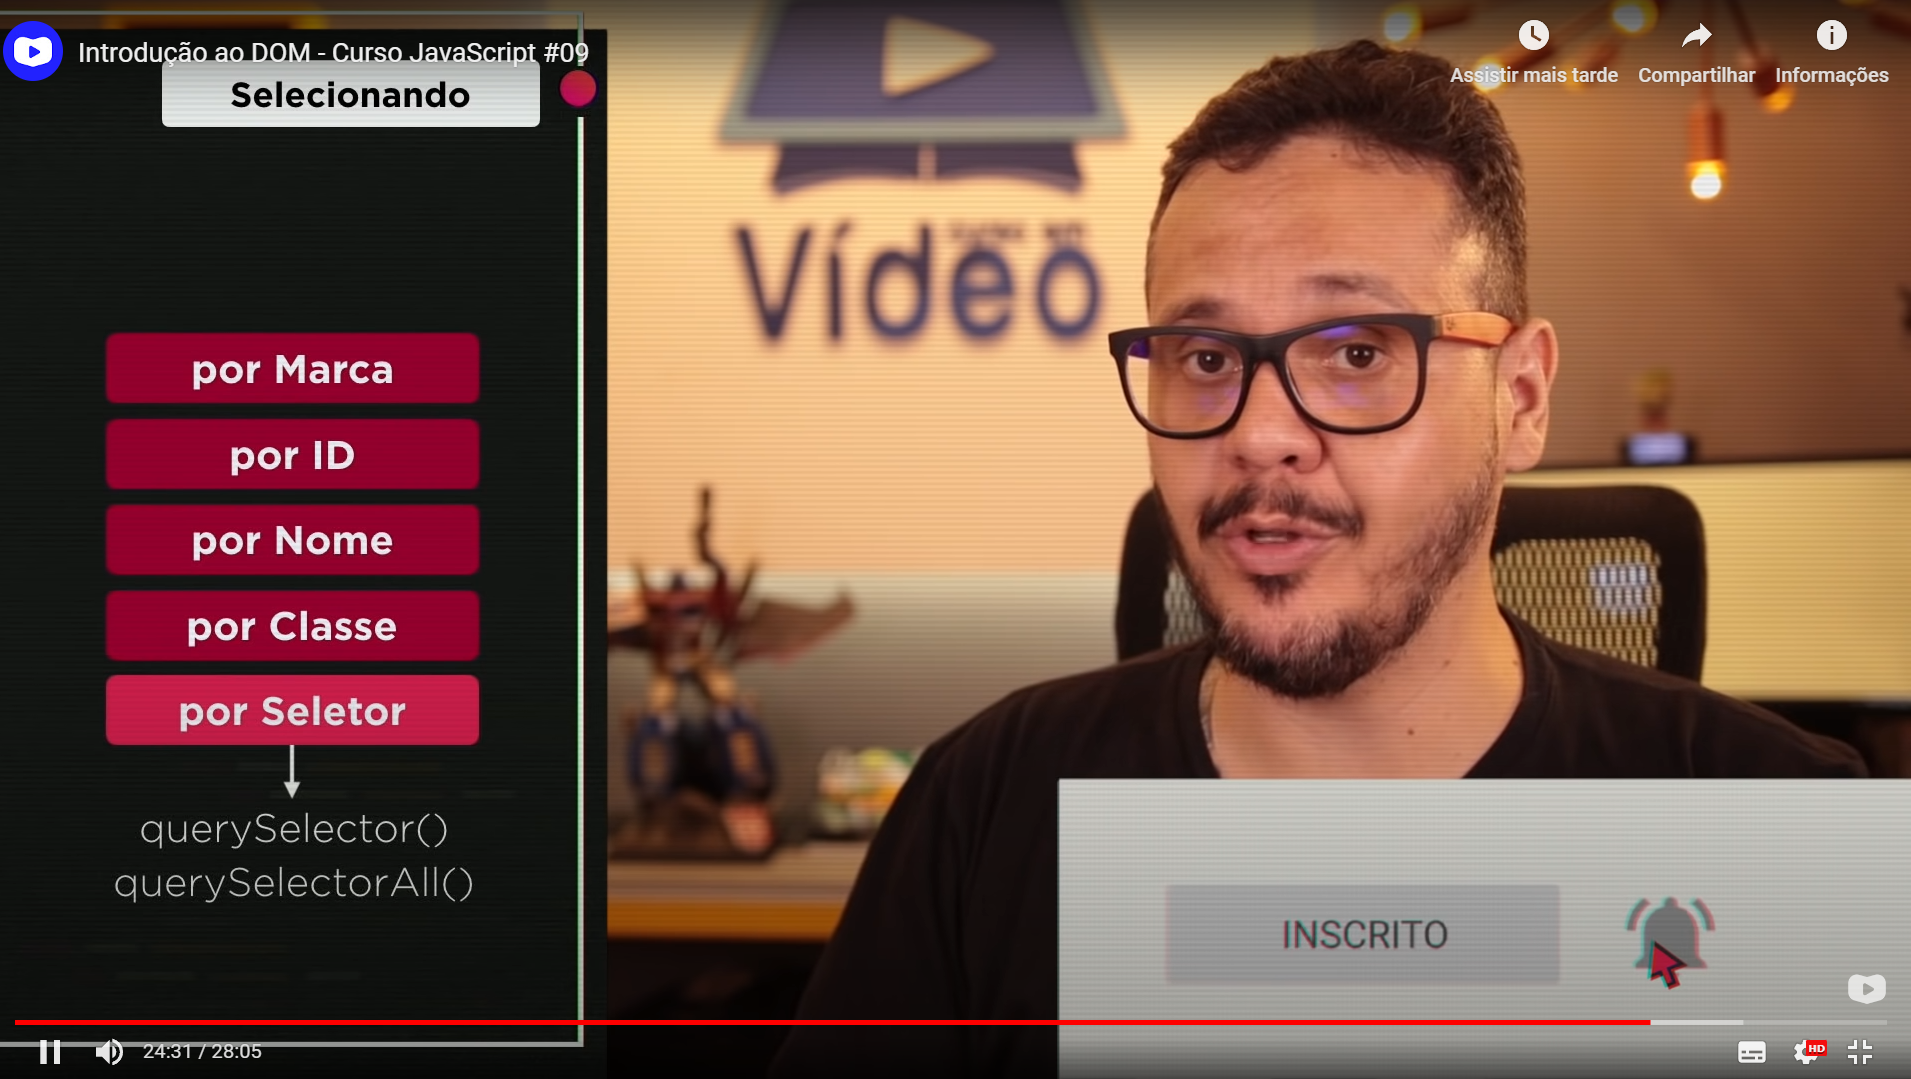 Introdução ao DOM - Curso JavaScript #09
Assistir mais tarde
Compartilhar
Informações
Selecionando
Vídeo
por Marca
por ID
por Nome
por Classe
por Seletor
querySelector()
querySelectorAll()
INSCRITO
24:31 / 28:05
HD